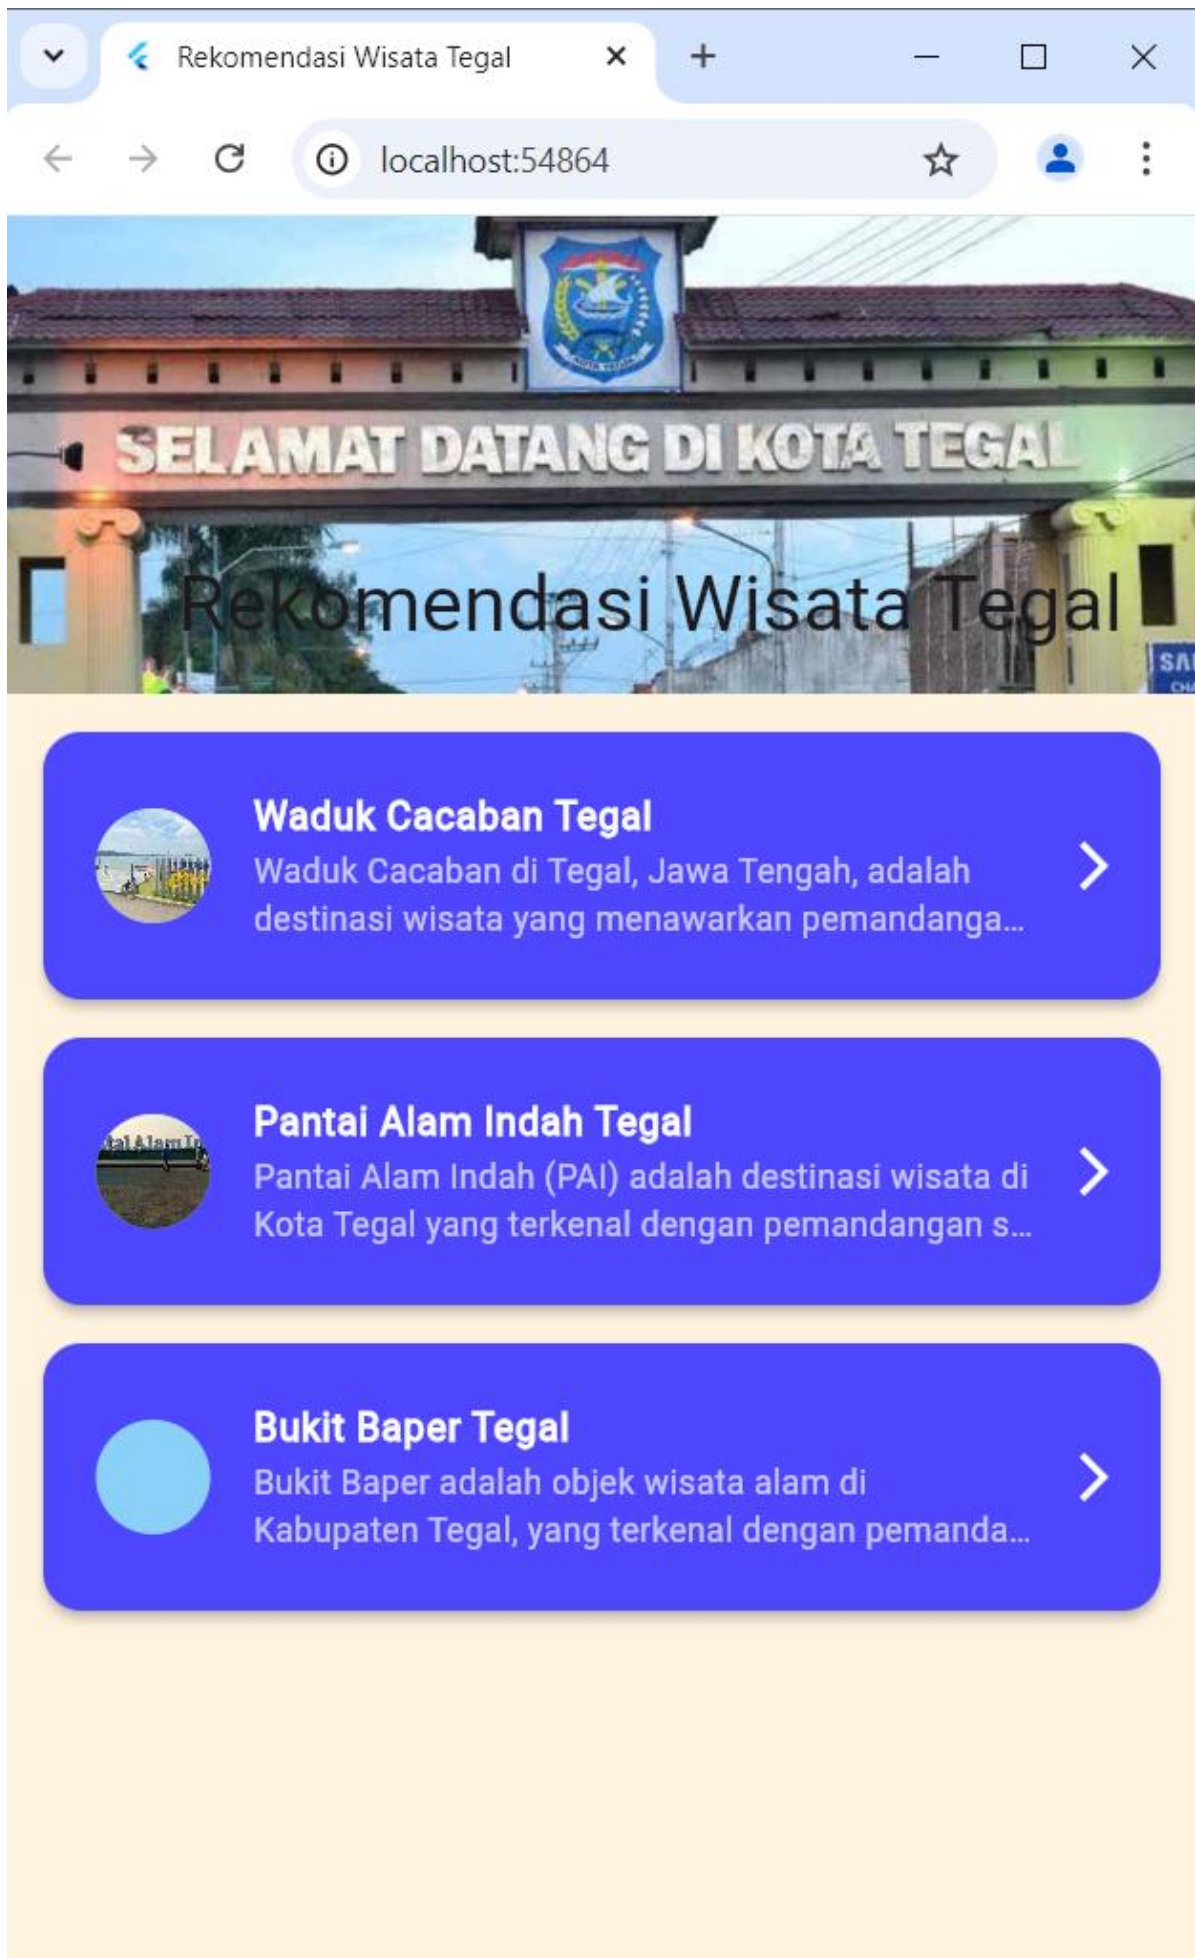 Rekomendasi Wisata Tegal
localhost:54864
KOTA TEGAL
SELAMAT DATANG DI KOTA TEGAL
Rekomendasi Wisata Tegal
Waduk Cacaban Tegal
Waduk Cacaban di Tegal, Jawa Tengah, adalah
destinasi wisata yang menawarkan pemandanga...
Pantai Alam Indah Tegal
Pantai Alam Indah (PAI) adalah destinasi wisata di
Kota Tegal yang terkenal dengan pemandangan s...
Bukit Baper Tegal
Bukit Baper adalah objek wisata alam di
Kabupaten Tegal, yang terkenal dengan pemanda...